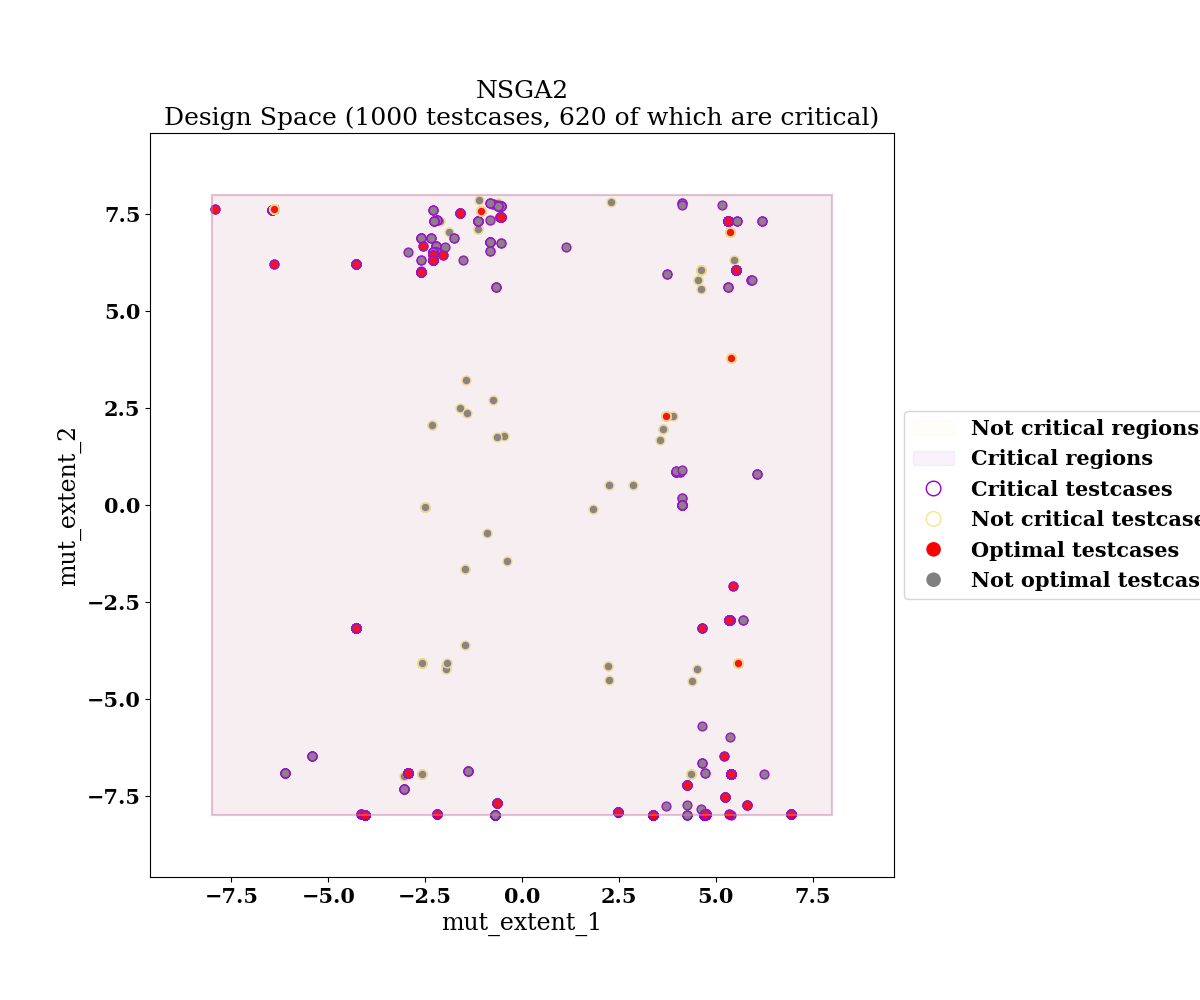 NSGA2
Design Space (1000 testcases, 620 of which are critical)
mut_extent_2
7.5
5.0
2.5
0.0
−2.5
−5.0
−7.5
−7.5 −5.0 −2.5 0.0 2.5 5.0 7.5
mut_extent_1
Not critical regions
Critical regions
Critical testcases
Not critical testcase
Optimal testcases
Not optimal testcas